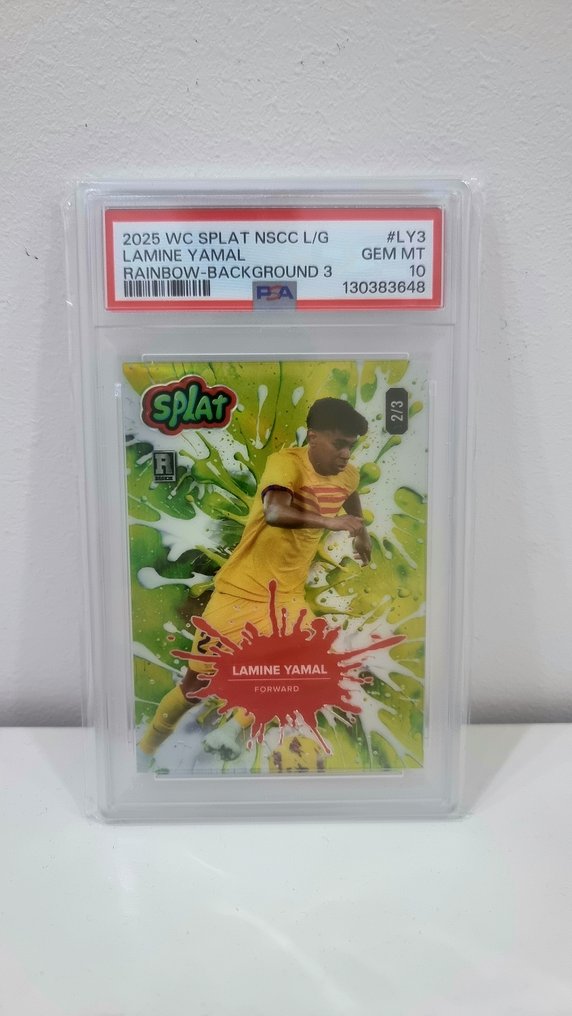 2025 WC SPLAT NSCC L/G #LY3
LAMINE YAMAL GEM MT
RAINBOW-BACKGROUND 3 10
PSA 130383648
SPLAT
2/3
R
LAMINE YAMAL
FORWARD